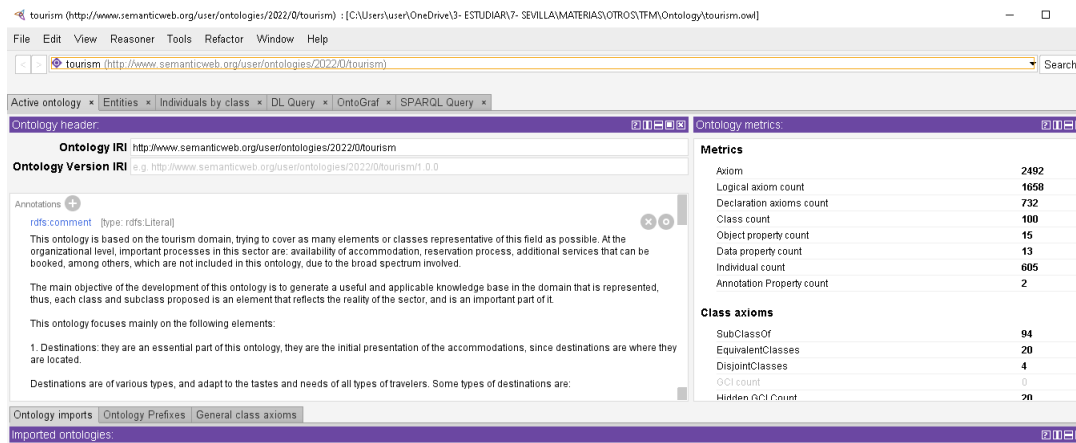 tourism (http://www.semanticweb.org/user/ontologies/2022/0/tourism) : [C:\Users\user\OneDrive\3- ESTUDIAR\7- SEVILLA\MATERIAS\OTROS\TFM\Ontology\tourism.owl]
File Edit View Reasoner Tools Refactor Window Help
< > tourism (http://www.semanticweb.org/user/ontologies/2022/0/tourism) Search
Active ontology × Entities × Individuals by class × DL Query × OntoGraf × SPARQL Query ×
Ontology header:
Ontology IRI http://www.semanticweb.org/user/ontologies/2022/0/tourism
Ontology Version IRI e.g. http://www.semanticweb.org/user/ontologies/2022/0/tourism/1.0.0
Annotations
rdfs:comment [type: rdfs:Literal]
This ontology is based on the tourism domain, trying to cover as many elements or classes representative of this field as possible. At the
organizational level, important processes in this sector are: availability of accommodation, reservation process, additional services that can be
booked, among others, which are not included in this ontology, due to the broad spectrum involved.
The main objective of the development of this ontology is to generate a useful and applicable knowledge base in the domain that is represented,
thus, each class and subclass proposed is an element that reflects the reality of the sector, and is an important part of it.
This ontology focuses mainly on the following elements:
1. Destinations: they are an essential part of this ontology, they are the initial presentation of the accommodations, since destinations are where they
are located.
Destinations are of various types, and adapt to the tastes and needs of all types of travelers. Some types of destinations are:
Ontology metrics:
Metrics
Axiom 2492
Logical axiom count 1658
Declaration axioms count 732
Class count 100
Object property count 15
Data property count 13
Individual count 605
Annotation Property count 2
Class axioms
SubClassOf 94
EquivalentClasses 20
DisjointClasses 4
GCI count 0
Hidden GCI Count 20
Ontology imports Ontology Prefixes General class axioms
Imported ontologies: